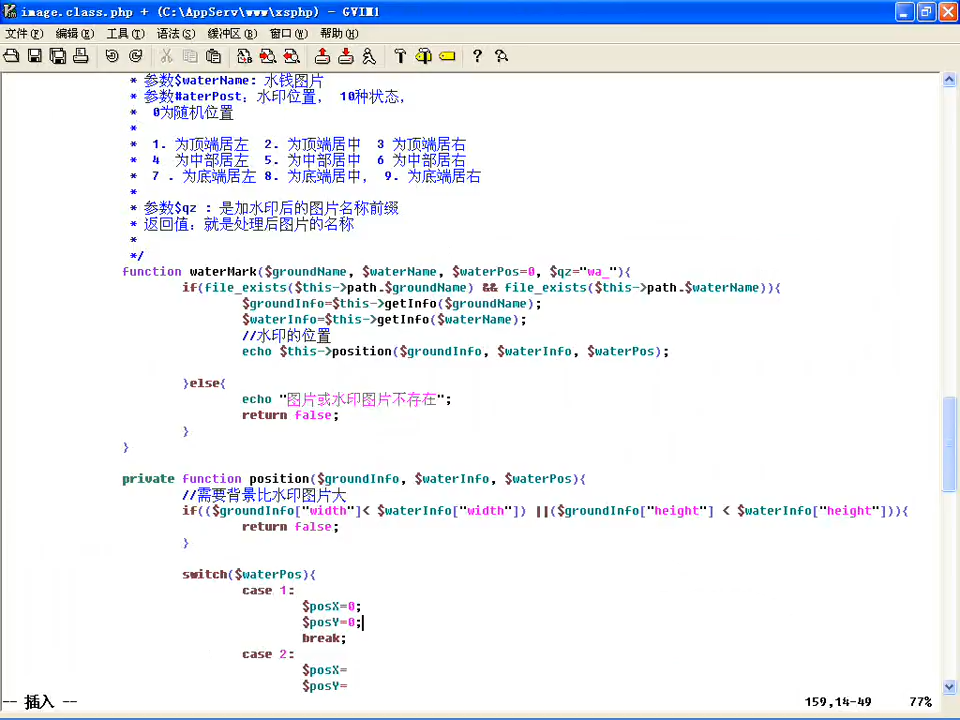 image.class.php + (C:\AppServ\www\xsphp) - GVIM1
文件(F) 编辑(E) 工具(T) 语法(S) 缓冲区(B) 窗口(W) 帮助(H)
* 参数$waterName: 水钱图片
* 参数#aterPost: 水印位置, 10种状态,
* 0为随机位置
*
* 1. 为顶端居左 2. 为顶端居中 3 为顶端居右
* 4 为中部居左 5. 为中部居中 6 为中部居右
* 7 . 为底端居左 8. 为底端居中, 9. 为底端居右
*
* 参数$qz : 是加水印后的图片名称前缀
* 返回值: 就是处理后图片的名称
*
*/
function waterMark($groundName, $waterName, $waterPos=0, $qz="wa_"){
if(file_exists($this->path.$groundName) && file_exists($this->path.$waterName)){
$groundInfo=$this->getInfo($groundName);
$waterInfo=$this->getInfo($waterName);
//水印的位置
echo $this->position($groundInfo, $waterInfo, $waterPos);
}else{
echo "图片或水印图片不存在";
return false;
}
}
private function position($groundInfo, $waterInfo, $waterPos){
//需要背景比水印图片大
if(($groundInfo["width"]< $waterInfo["width"]) ||($groundInfo["height"] < $waterInfo["height"])){
return false;
}
switch($waterPos){
case 1:
$posX=0;
$posY=0;
break;
case 2:
$posX=
$posY=
-- 插入 -- 159,14-49 77%